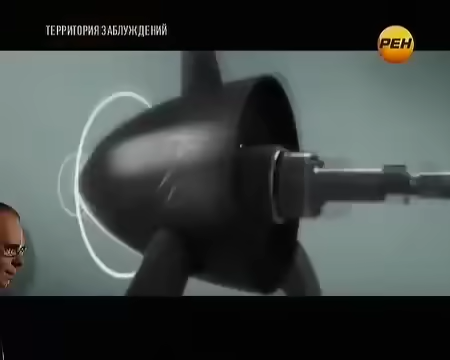 ТЕРРИТОРИЯ ЗАБЛУЖДЕНИЙ
РЕН